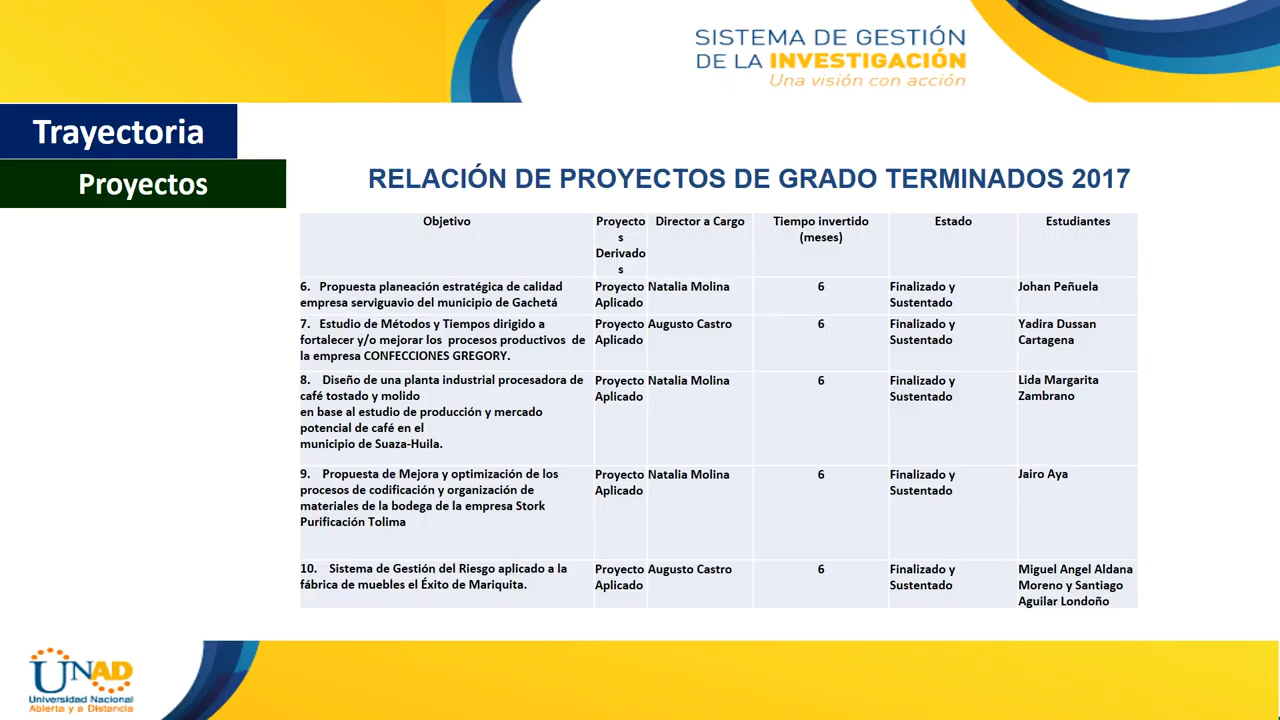 SISTEMA DE GESTIÓN
DE LA INVESTIGACIÓN
Una visión con acción
Trayectoria
Proyectos
RELACIÓN DE PROYECTOS DE GRADO TERMINADOS 2017
Objetivo
Proyecto
s
Derivado
s
Director a Cargo
Tiempo invertido
(meses)
Estado
Estudiantes
6. Propuesta planeación estratégica de calidad
empresa serviguavio del municipio de Gachetá
Proyecto
Aplicado
Natalia Molina
6
Finalizado y
Sustentado
Johan Peñuela
7. Estudio de Métodos y Tiempos dirigido a
fortalecer y/o mejorar los procesos productivos de
la empresa CONFECCIONES GREGORY.
Proyecto
Aplicado
Augusto Castro
6
Finalizado y
Sustentado
Yadira Dussan
Cartagena
8. Diseño de una planta industrial procesadora de
café tostado y molido
en base al estudio de producción y mercado
potencial de café en el
municipio de Suaza-Huila.
Proyecto
Aplicado
Natalia Molina
6
Finalizado y
Sustentado
Lida Margarita
Zambrano
9. Propuesta de Mejora y optimización de los
procesos de codificación y organización de
materiales de la bodega de la empresa Stork
Purificación Tolima
Proyecto
Aplicado
Natalia Molina
6
Finalizado y
Sustentado
Jairo Aya
10. Sistema de Gestión del Riesgo aplicado a la
fábrica de muebles el Éxito de Mariquita.
Proyecto
Aplicado
Augusto Castro
6
Finalizado y
Sustentado
Miguel Angel Aldana
Moreno y Santiago
Aguilar Londoño
UNAD
Universidad Nacional
Abierta y a Distancia